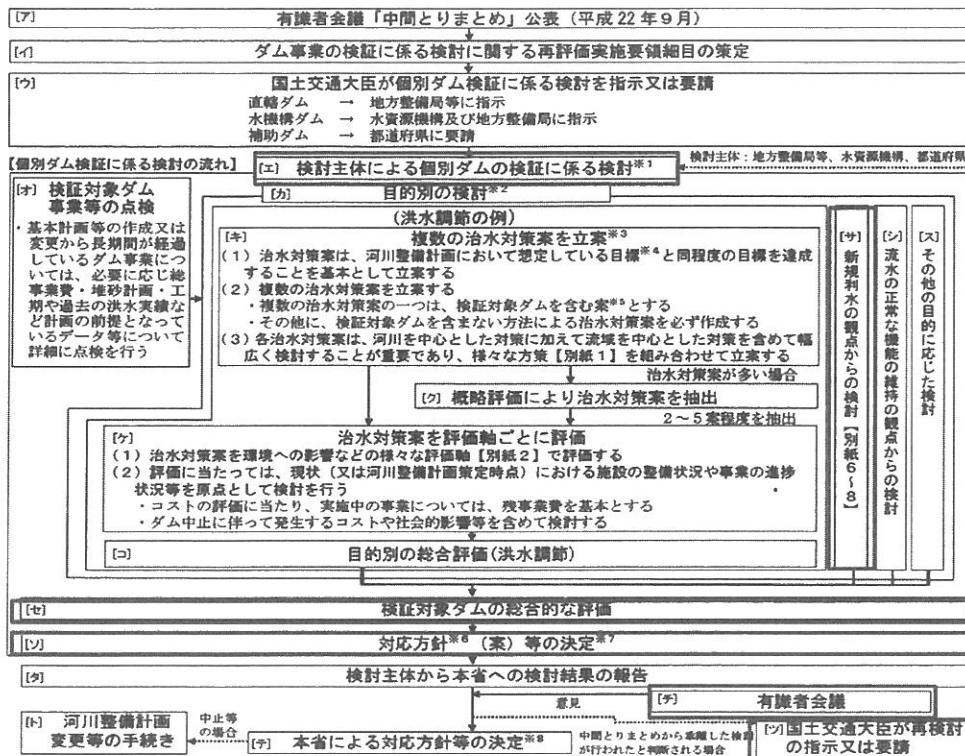 [ア] 有識者会議「中間とりまとめ」公表（平成22年9月）
[イ] ダム事業の検証に係る検討に関する再評価実施要領細目の策定
[ウ] 国土交通大臣が個別ダム検証に係る検討を指示又は要請
直轄ダム → 地方整備局等に指示
水機構ダム → 水資源機構及び地方整備局に指示
補助ダム → 都道府県に要請
【個別ダム検証に係る検討の流れ】
[エ] 検討主体による個別ダムの検証に係る検討※1
検討主体：地方整備局等、水資源機構、都道府県
[オ] 検証対象ダム
事業等の点検
・基本計画等の作成又は
変更から長期間が経過
しているダム事業につ
いては、必要に応じ総
事業費・堆砂計画・工
期や過去の洪水実績な
ど計画の前提となって
いるデータ等について
詳細に点検を行う
[カ] 目的別の検討※2
(洪水調節の例)
[キ] 複数の治水対策案を立案※3
(1) 治水対策案は、河川整備計画において想定している目標※4と同程度の目標を達成
することを基本として立案する
(2) 複数の治水対策案を立案する
・複数の治水対策案の一つは、検証対象ダムを含む案※5とする
・その他に、検証対象ダムを含まない方法による治水対策案を必ず作成する
(3) 各治水対策案は、河川を中心とした対策に加えて流域を中心とした対策を含めて幅
広く検討することが重要であり、様々な方策【別紙1】を組み合わせて立案する
治水対策案が多い場合
[ク] 概略評価により治水対策案を抽出
2～5案程度を抽出
[ケ] 治水対策案を評価軸ごとに評価
(1) 治水対策案を環境への影響などの様々な評価軸【別紙2】で評価する
(2) 評価に当たっては、現状（又は河川整備計画策定時点）における施設の整備状況や事業の進捗
状況等を原点として検討を行う
・コストの評価に当たり、実施中の事業については、残事業費を基本とする
・ダム中止に伴って発生するコストや社会的影響等を含めて検討する
[コ] 目的別の総合評価(洪水調節)
[サ] 新規利水の観点からの検討【別紙6～8】
[シ] 流水の正常な機能の維持の観点からの検討
[ス] その他の目的に応じた検討
[セ] 検証対象ダムの総合的な評価
[ソ] 対応方針※6（案）等の決定※7
[タ] 検討主体から本省への検討結果の報告
意見
[チ] 有識者会議
[ト] 河川整備計画
変更等の手続き
中止等
の場合
[テ] 本省による対応方針等の決定※8
中間とりまとめから乖離した検討
が行われたと判断される場合
[ツ] 国土交通大臣が再検討
の指示又は要請